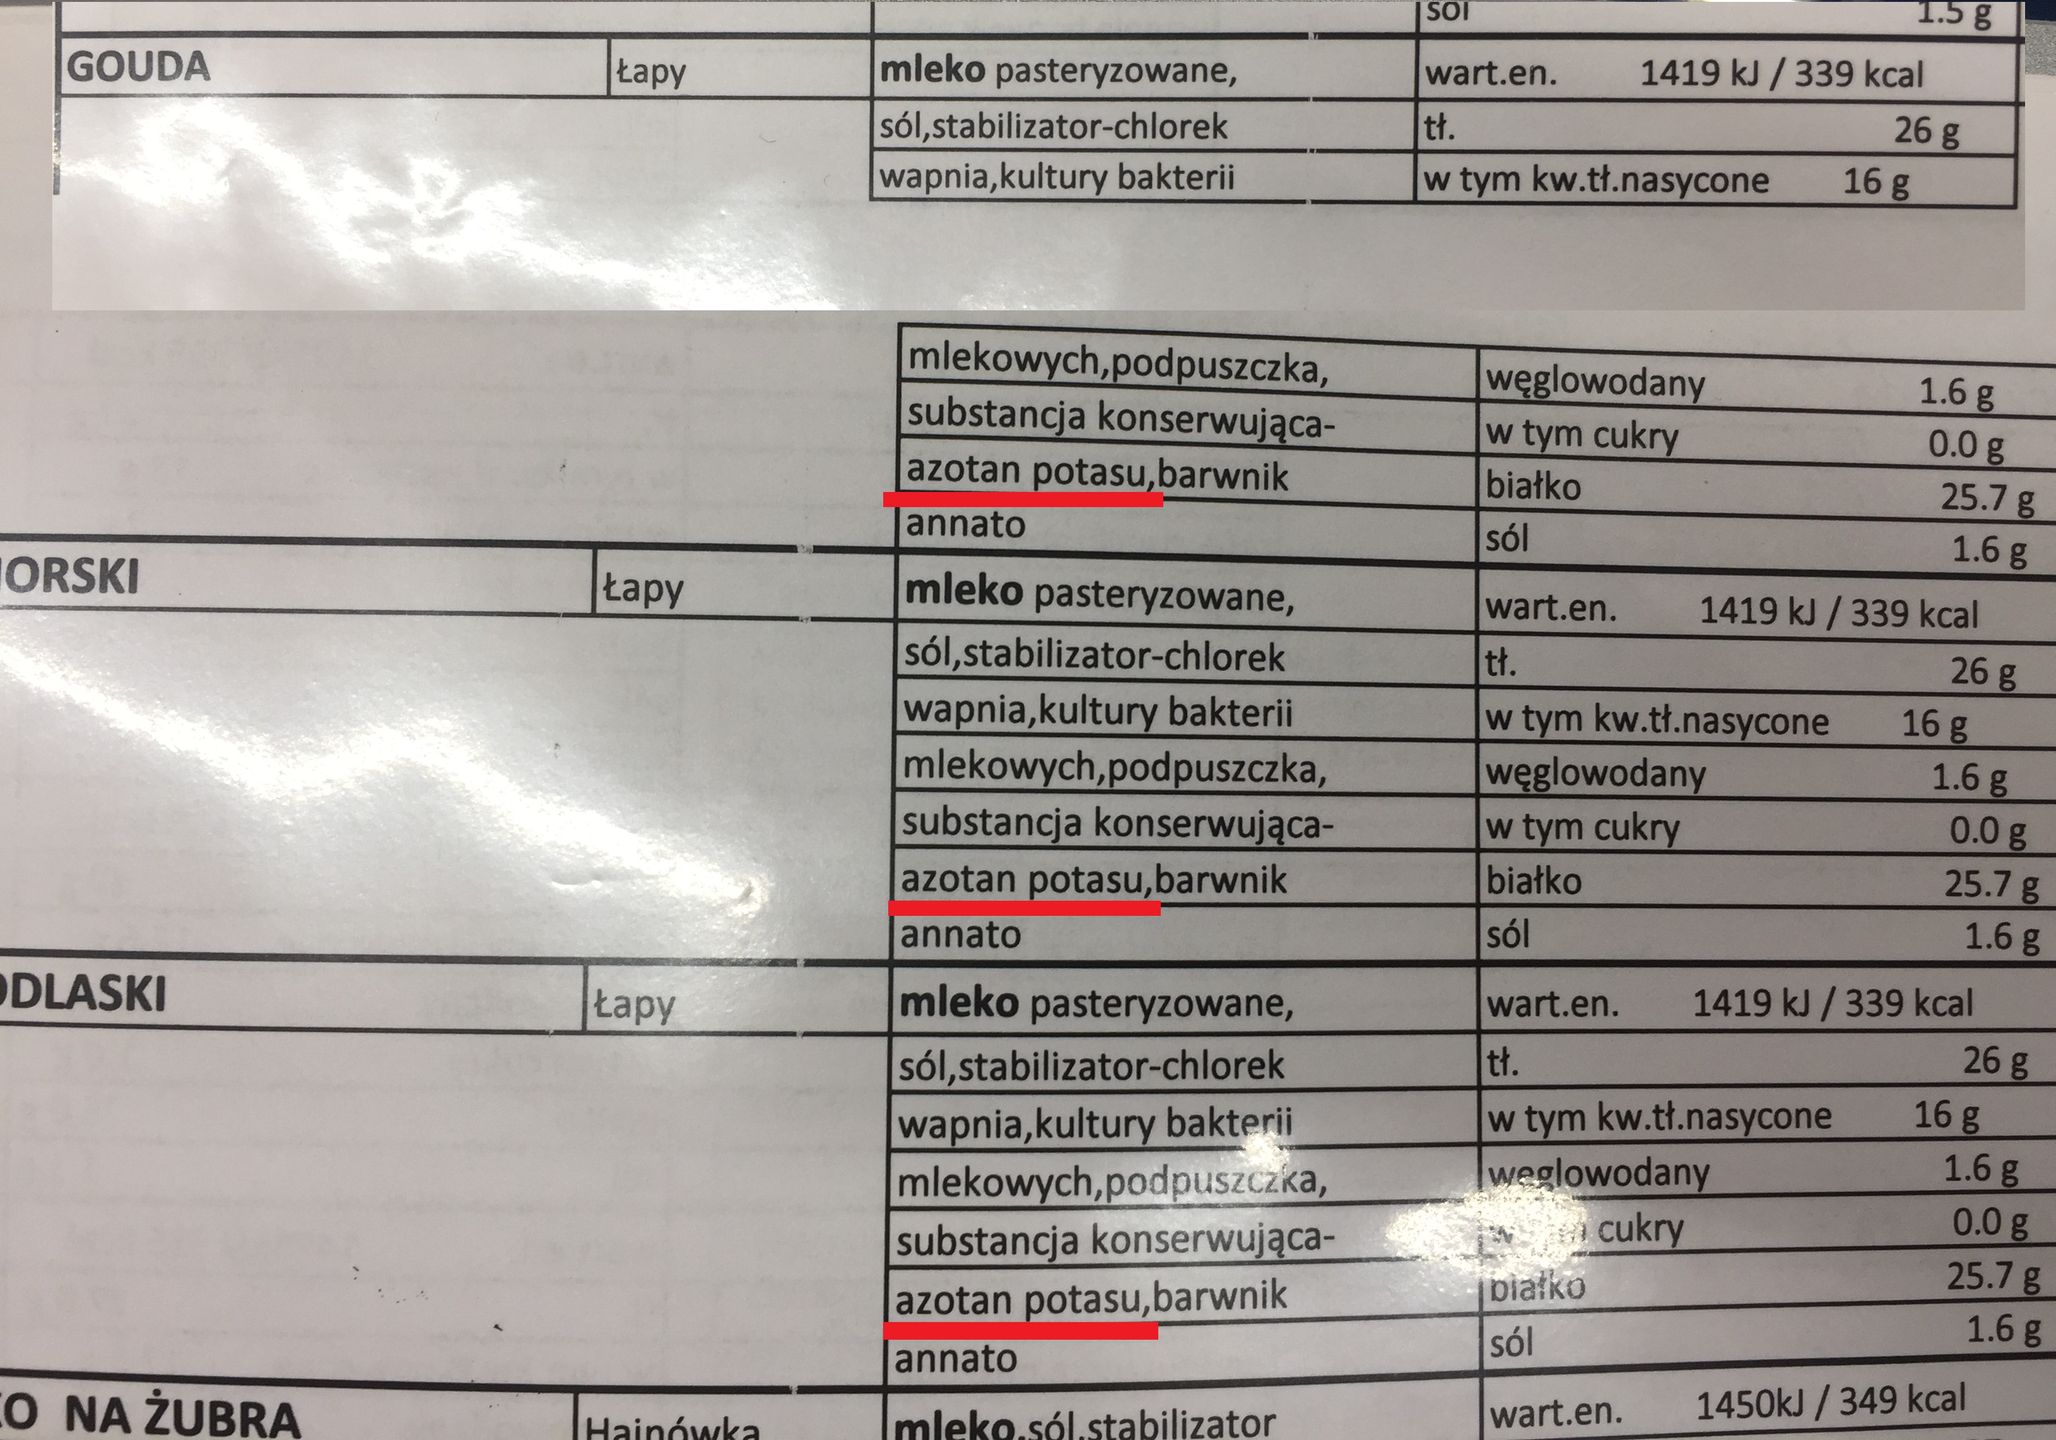 sól 1.5 g
GOUDA Łapy mleko pasteryzowane, wart.en. 1419 kJ / 339 kcal
sól,stabilizator-chlorek tł. 26 g
wapnia,kultury bakterii w tym kw.tł.nasycone 16 g
mlekowych,podpuszczka, węglowodany 1.6 g
substancja konserwująca- w tym cukry 0.0 g
azotan potasu,barwnik białko 25.7 g
annato sól 1.6 g
ORSKI Łapy mleko pasteryzowane, wart.en. 1419 kJ / 339 kcal
sól,stabilizator-chlorek tł. 26 g
wapnia,kultury bakterii w tym kw.tł.nasycone 16 g
mlekowych,podpuszczka, węglowodany 1.6 g
substancja konserwująca- w tym cukry 0.0 g
azotan potasu,barwnik białko 25.7 g
annato sól 1.6 g
ODLASKI Łapy mleko pasteryzowane, wart.en. 1419 kJ / 339 kcal
sól,stabilizator-chlorek tł. 26 g
wapnia,kultury bakterii w tym kw.tł.nasycone 16 g
mlekowych,podpuszczka, węglowodany 1.6 g
substancja konserwująca- w tym cukry 0.0 g
azotan potasu,barwnik białko 25.7 g
annato sól 1.6 g
KO NA ŻUBRA Hajnówka mleko,sól,stabilizator wart.en. 1450kJ / 349 kcal